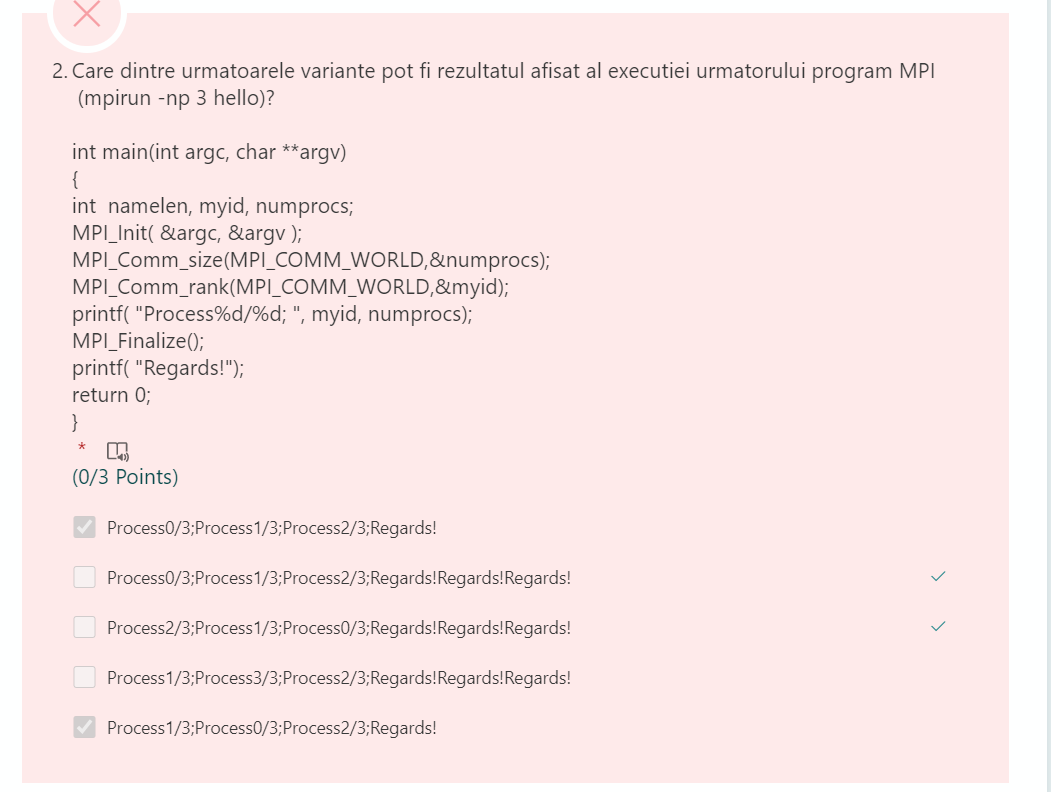 2. Care dintre urmatoarele variante pot fi rezultatul afisat al executiei urmatorului program MPI
(mpirun -np 3 hello)?
int main(int argc, char **argv)
{
int namelen, myid, numprocs;
MPI_Init( &argc, &argv );
MPI_Comm_size(MPI_COMM_WORLD,&numprocs);
MPI_Comm_rank(MPI_COMM_WORLD,&myid);
printf( "Process%d/%d; ", myid, numprocs);
MPI_Finalize();
printf( "Regards!");
return 0;
}
*
(0/3 Points)
Process0/3;Process1/3;Process2/3;Regards!
Process0/3;Process1/3;Process2/3;Regards!Regards!Regards!
Process2/3;Process1/3;Process0/3;Regards!Regards!Regards!
Process1/3;Process3/3;Process2/3;Regards!Regards!Regards!
Process1/3;Process0/3;Process2/3;Regards!